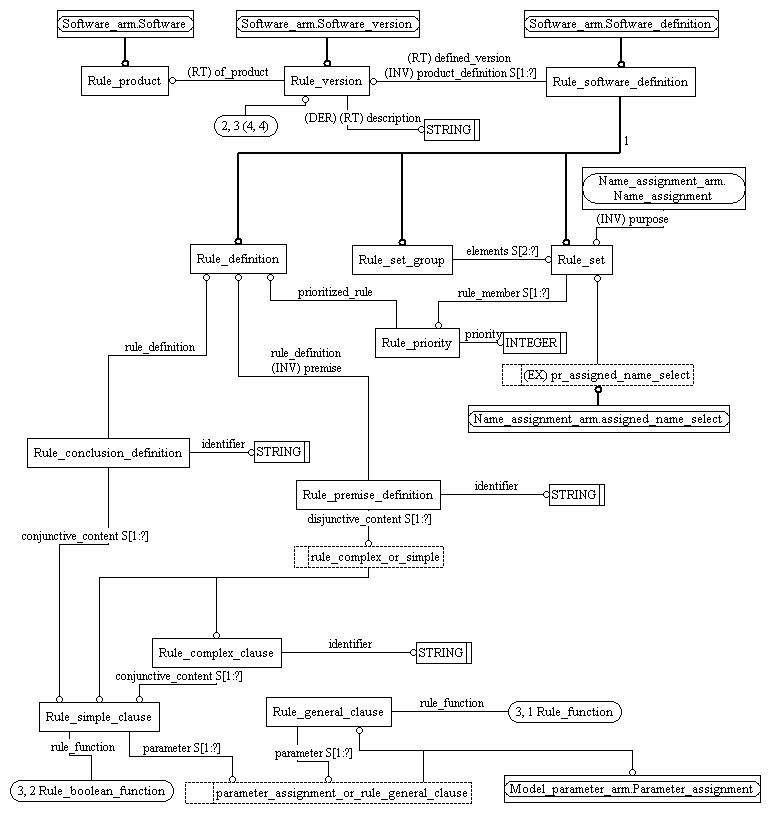 Software_arm.Software
Software_arm.Software_version
Software_arm.Software_definition
Rule_product
(RT) of_product
Rule_version
(RT) defined_version
(INV) product_definition S[1:?]
Rule_software_definition
2, 3 (4, 4)
(DER) (RT) description
STRING
1
Name_assignment_arm.
Name_assignment
(INV) purpose
Rule_definition
Rule_set_group
elements S[2:?]
Rule_set
prioritized_rule
rule_member S[1:?]
Rule_priority
priority
INTEGER
rule_definition
rule_definition
(INV) premise
(EX) pr_assigned_name_select
Name_assignment_arm.assigned_name_select
Rule_conclusion_definition
identifier
STRING
Rule_premise_definition
identifier
STRING
disjunctive_content S[1:?]
conjunctive_content S[1:?]
rule_complex_or_simple
Rule_complex_clause
identifier
STRING
conjunctive_content S[1:?]
Rule_simple_clause
Rule_general_clause
rule_function
3, 1 Rule_function
rule_function
parameter S[1:?]
parameter S[1:?]
3, 2 Rule_boolean_function
parameter_assignment_or_rule_general_clause
Model_parameter_arm.Parameter_assignment